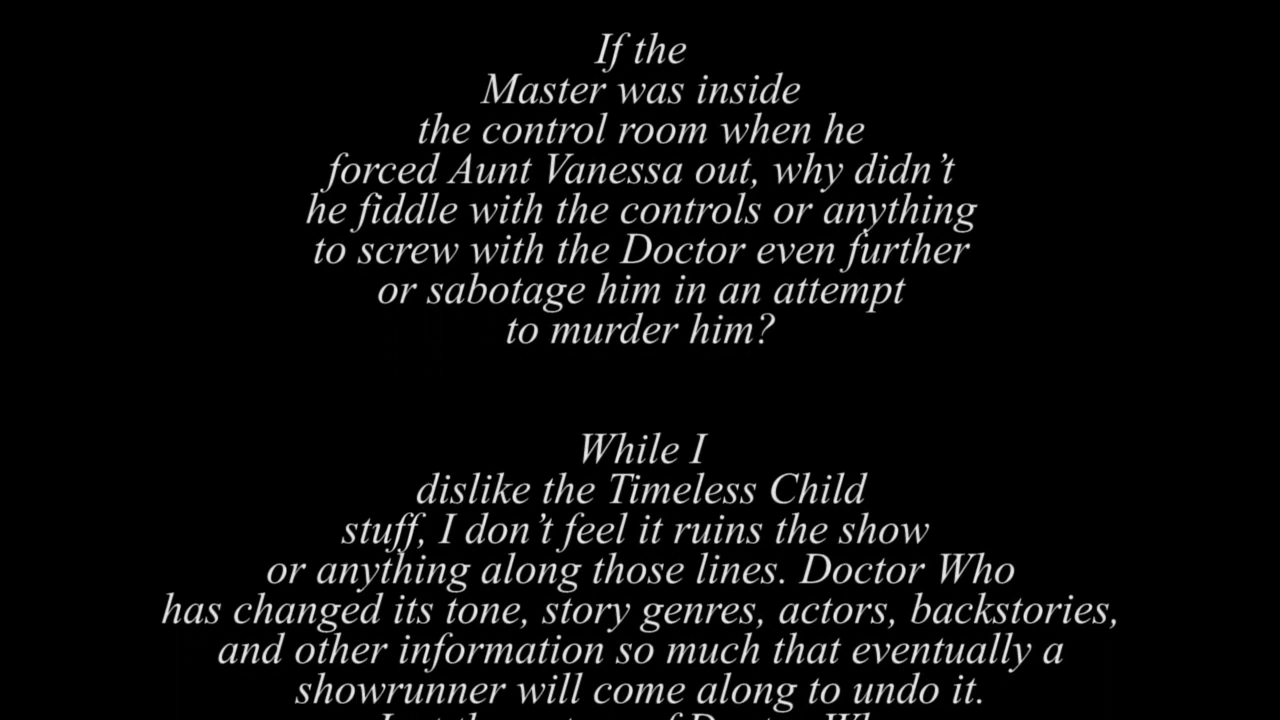 If the
Master was inside
the control room when he
forced Aunt Vanessa out, why didn’t
he fiddle with the controls or anything
to screw with the Doctor even further
or sabotage him in an attempt
to murder him?
While I
dislike the Timeless Child
stuff, I don’t feel it ruins the show
or anything along those lines. Doctor Who
has changed its tone, story genres, actors, backstories,
and other information so much that eventually a
showrunner will come along to undo it.